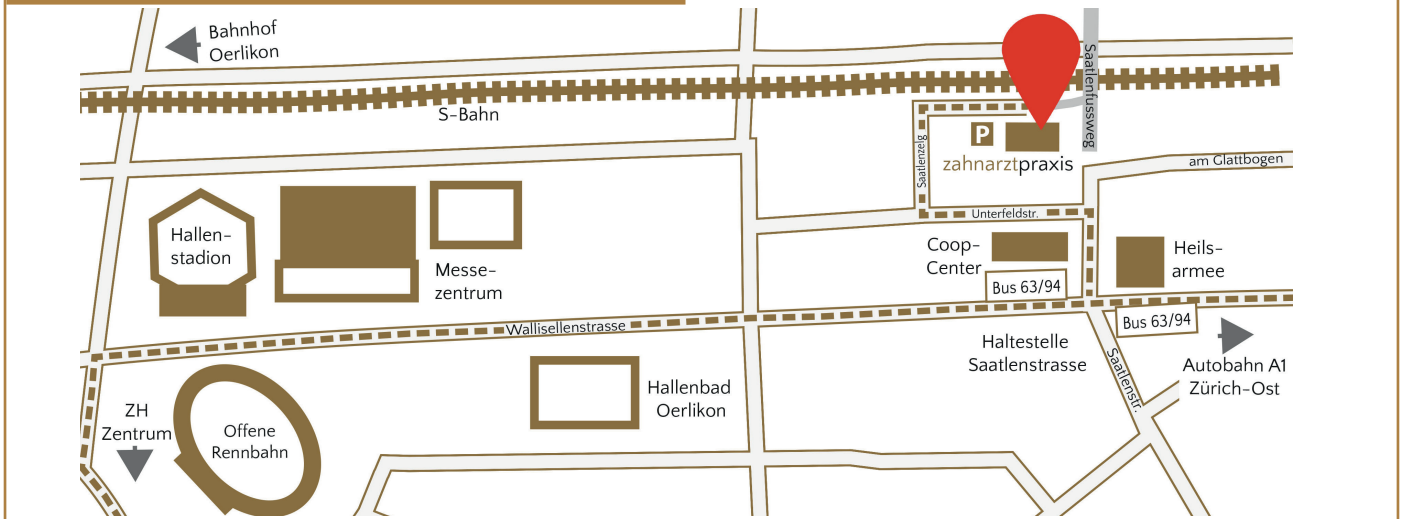 Bahnhof
Oerlikon
S-Bahn
Saatlenfussweg
P
zahnarztpraxis
Saatlenzelg
am Glattbogen
Unterfeldstr.
Hallen-
stadion
Messe-
zentrum
Coop-
Center
Heils-
armee
Bus 63/94
Bus 63/94
Wallisellenstrasse
Haltestelle
Saatlenstrasse
Saatlenstr.
Autobahn A1
Zürich-Ost
Hallenbad
Oerlikon
ZH
Zentrum
Offene
Rennbahn